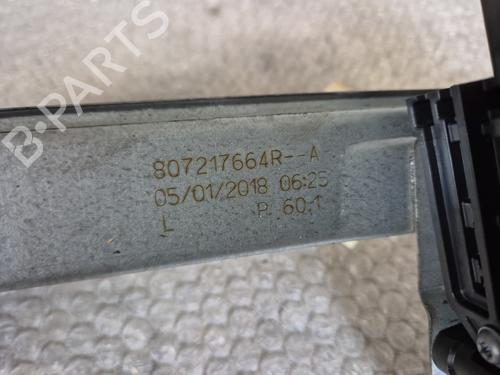 B-PARTS
807217664R--A
05/01/2018 06:25
L P. 60.1